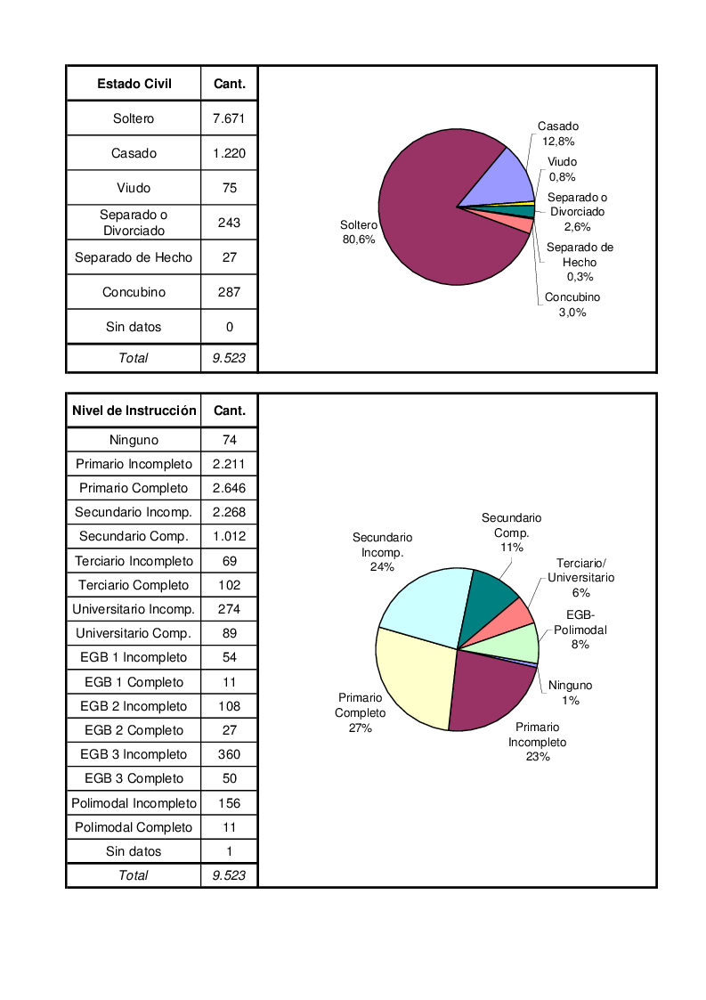 Estado Civil Cant.
Soltero 7.671
Casado 1.220
Viudo 75
Separado o
Divorciado 243
Separado de Hecho 27
Concubino 287
Sin datos 0
Total 9.523
Casado
12,8%
Viudo
0,8%
Separado o
Divorciado
2,6%
Separado de
Hecho
0,3%
Concubino
3,0%
Soltero
80,6%
Nivel de Instrucción Cant.
Ninguno 74
Primario Incompleto 2.211
Primario Completo 2.646
Secundario Incomp. 2.268
Secundario Comp. 1.012
Terciario Incompleto 69
Terciario Completo 102
Universitario Incomp. 274
Universitario Comp. 89
EGB 1 Incompleto 54
EGB 1 Completo 11
EGB 2 Incompleto 108
EGB 2 Completo 27
EGB 3 Incompleto 360
EGB 3 Completo 50
Polimodal Incompleto 156
Polimodal Completo 11
Sin datos 1
Total 9.523
Secundario
Comp.
11%
Secundario
Incomp.
24%
Terciario/
Universitario
6%
EGB-
Polimodal
8%
Ninguno
1%
Primario
Completo
27%
Primario
Incompleto
23%